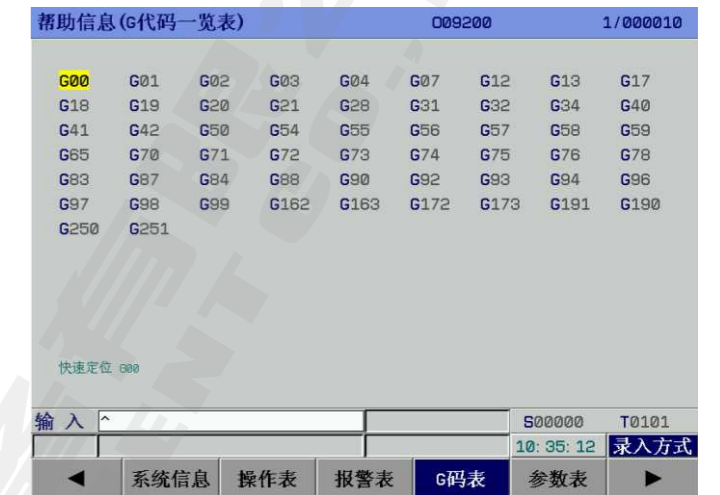 帮助信息(G代码一览表) O09200 1/000010
G00 G01 G02 G03 G04 G07 G12 G13 G17
G18 G19 G20 G21 G28 G31 G32 G34 G40
G41 G42 G50 G54 G55 G56 G57 G58 G59
G65 G70 G71 G72 G73 G74 G75 G76 G78
G83 G87 G84 G88 G90 G92 G93 G94 G96
G97 G98 G99 G162 G163 G172 G173 G191 G190
G250 G251
快速定位 G00
输 入 ^ S00000 T0101
10:35:12 录入方式
◀ 系统信息 操作表 报警表 G码表 参数表 ▶